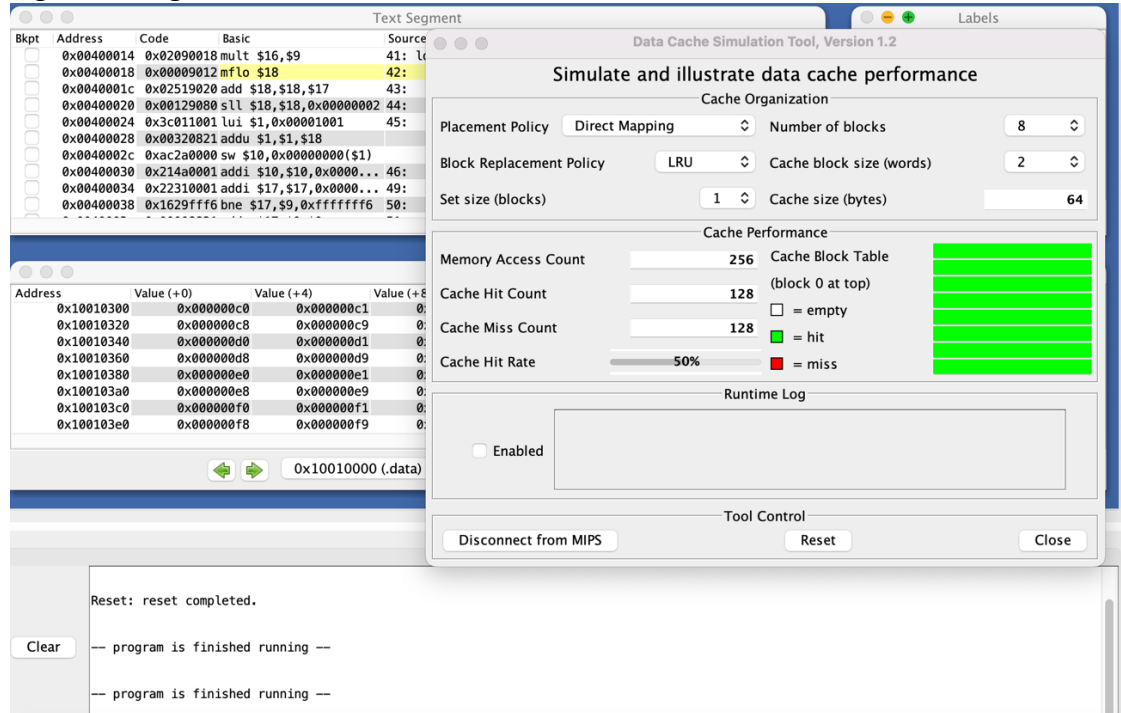 Text Segment
Bkpt Address Code Basic Source
0x00400014 0x02090018 mult $16,$9 41:
0x00400018 0x00009012 mflo $18 42:
0x0040001c 0x02519020 add $18,$18,$17 43:
0x00400020 0x00129080 sll $18,$18,0x00000002 44:
0x00400024 0x3c011001 lui $1,0x00001001 45:
0x00400028 0x00320821 addu $1,$1,$18
0x0040002c 0xac2a0000 sw $10,0x00000000($1)
0x00400030 0x214a0001 addi $10,$10,0x0000... 46:
0x00400034 0x22310001 addi $17,$17,0x0000... 49:
0x00400038 0x1629fff6 bne $17,$9,0xfffffff6 50:
Labels
Data Cache Simulation Tool, Version 1.2
Simulate and illustrate data cache performance
Cache Organization
Placement Policy Direct Mapping Number of blocks 8
Block Replacement Policy LRU Cache block size (words) 2
Set size (blocks) 1 Cache size (bytes) 64
Cache Performance
Memory Access Count 256 Cache Block Table
(block 0 at top)
Cache Hit Count 128
= empty
Cache Miss Count 128
= hit
Cache Hit Rate 50%
= miss
Runtime Log
Enabled
Tool Control
Disconnect from MIPS Reset Close
Address Value (+0) Value (+4) Value (+8
0x10010300 0x000000c0 0x000000c1
0x10010320 0x000000c8 0x000000c9
0x10010340 0x000000d0 0x000000d1
0x10010360 0x000000d8 0x000000d9
0x10010380 0x000000e0 0x000000e1
0x100103a0 0x000000e8 0x000000e9
0x100103c0 0x000000f0 0x000000f1
0x100103e0 0x000000f8 0x000000f9
0x10010000 (.data)
Reset: reset completed.
Clear
-- program is finished running --
-- program is finished running --